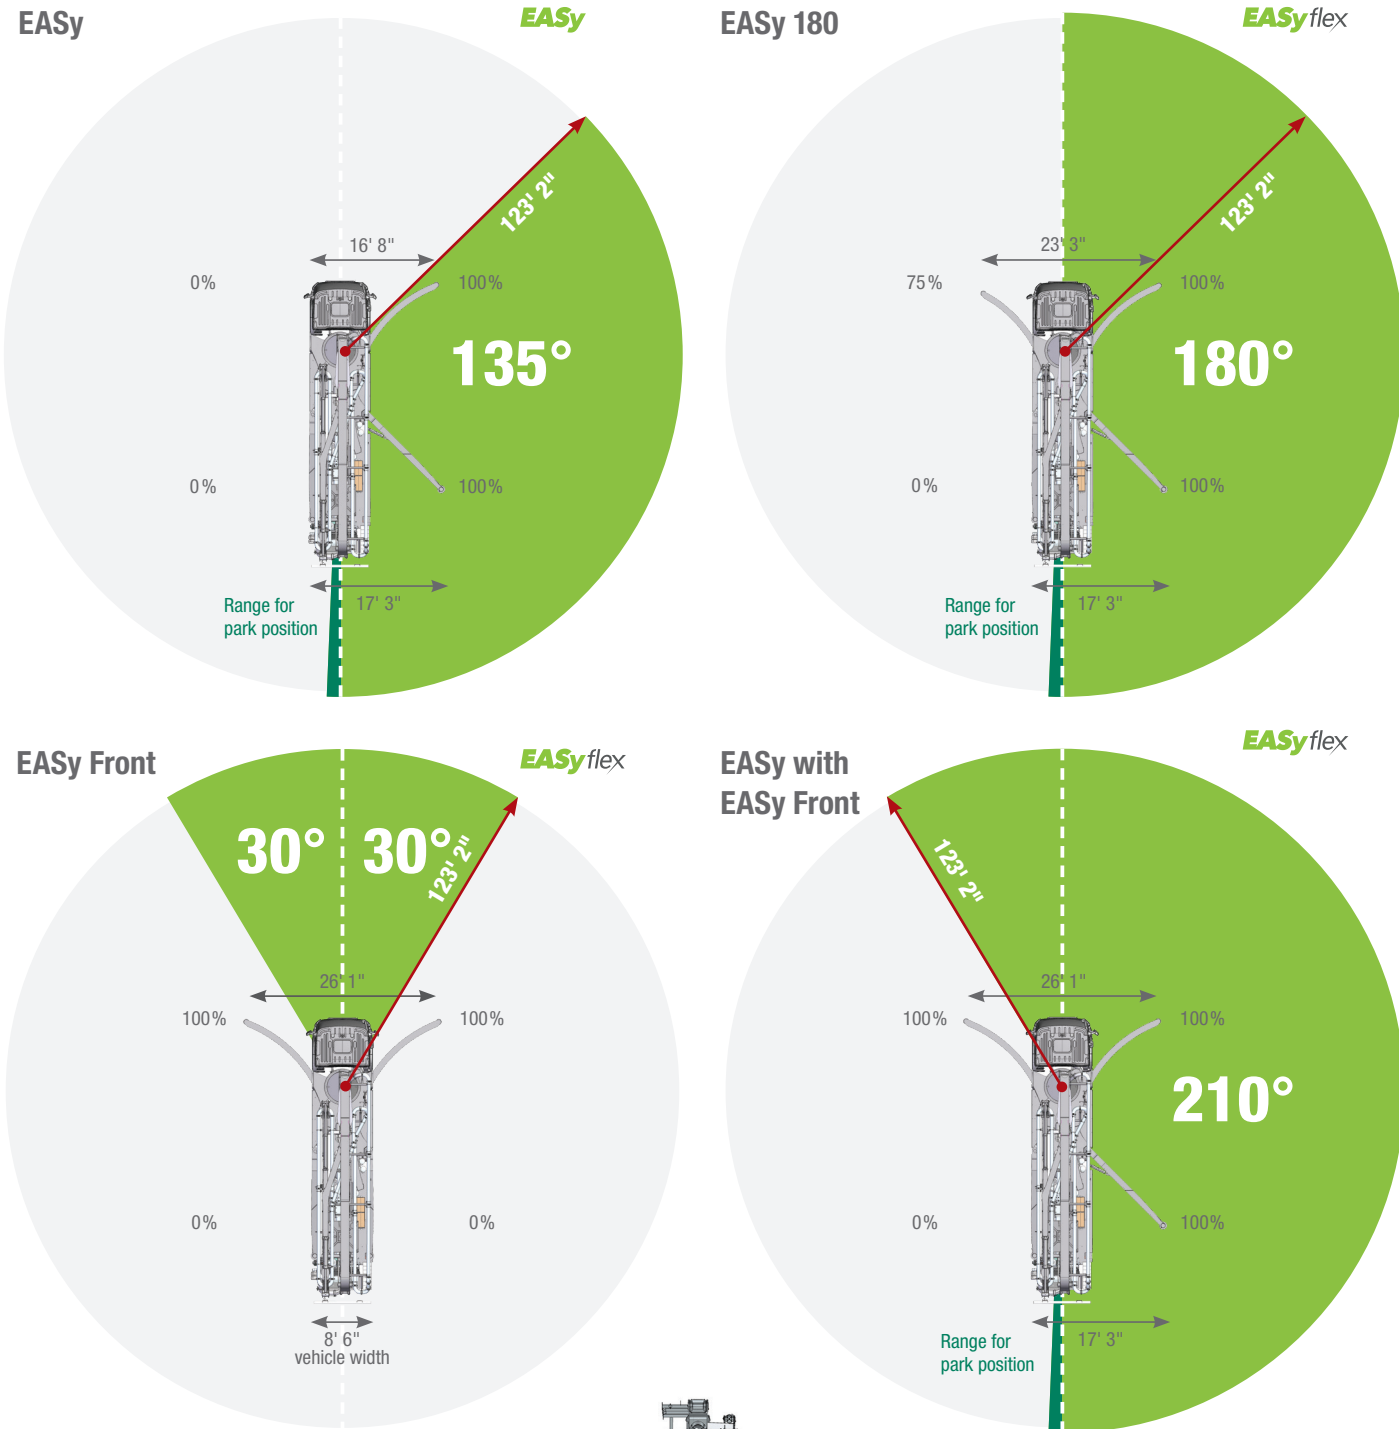 EASy
EASy
123' 2"
16' 8"
0%
100%
135°
0%
100%
17' 3"
Range for
park position
EASy 180
EASyflex
123' 2"
23' 3"
75%
100%
180°
0%
100%
17' 3"
Range for
park position
EASy Front
EASyflex
30° 30°
123' 2"
26' 1"
100%
100%
0%
0%
8' 6"
vehicle width
EASy with
EASy Front
EASyflex
123' 2"
26' 1"
100%
100%
210°
0%
100%
17' 3"
Range for
park position